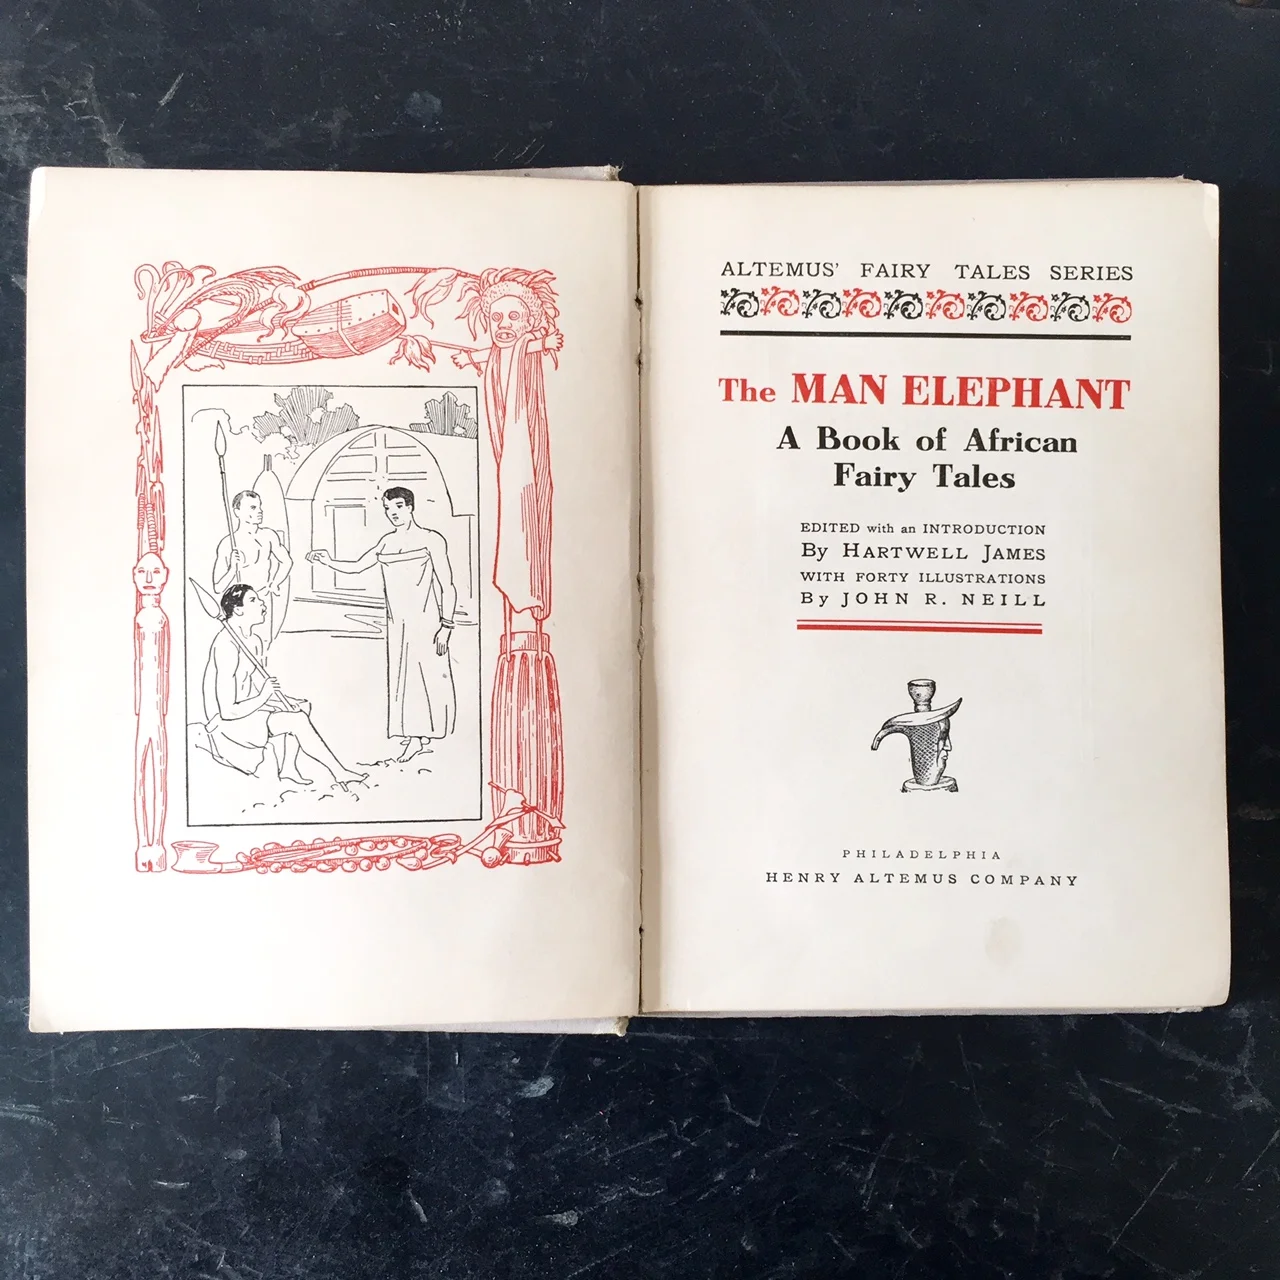 ALTEMUS' FAIRY TALES SERIES
The MAN ELEPHANT
A Book of African
Fairy Tales
EDITED with an INTRODUCTION
By HARTWELL JAMES
WITH FORTY ILLUSTRATIONS
By JOHN R. NEILL
PHILADELPHIA
HENRY ALTEMUS COMPANY